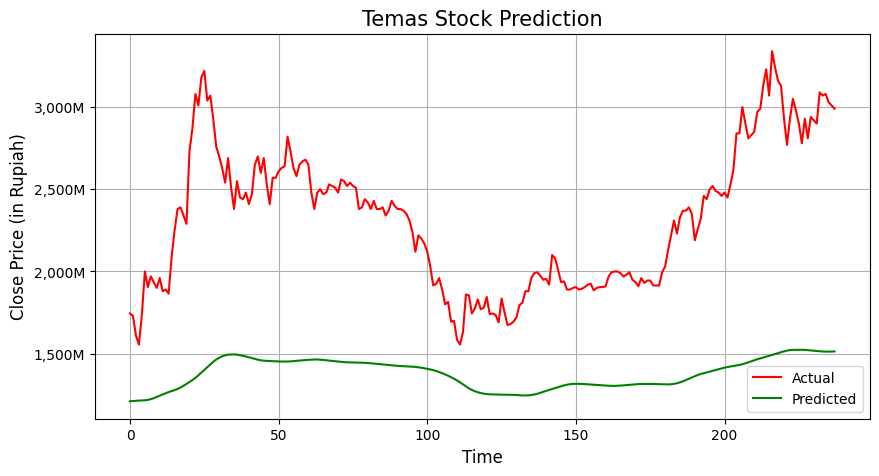 Temas Stock Prediction
Close Price (in Rupiah)
3,000M
2,500M
2,000M
1,500M
0 50 100 150 200
Time
Actual
Predicted